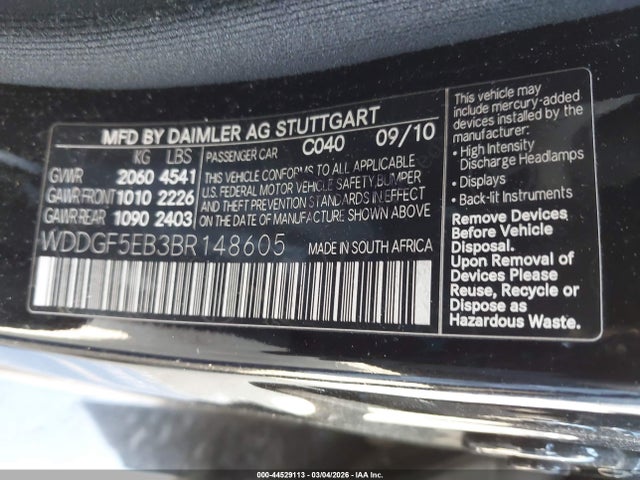 MFD BY DAIMLER AG STUTTGART
KG LBS PASSENGER CAR C040 09/10
GVWR 2060 4541
GAWR FRONT 1010 2226
GAWR REAR 1090 2403
THIS VEHICLE CONFORMS TO ALL APPLICABLE
U.S. FEDERAL MOTOR VEHICLE SAFETY, BUMPER
AND THEFT PREVENTION STANDARDS IN EFFECT
ON THE DATE OF MANUFACTURE SHOWN ABOVE.
WDDGF5EB3BR148605 MADE IN SOUTH AFRICA
This vehicle may
include mercury-added
devices installed by the
manufacturer:
• High Intensity
Discharge Headlamps
• Displays
• Back-lit Instruments
Remove Devices
Before Vehicle
Disposal.
Upon Removal of
Devices Please
Reuse, Recycle or
Dispose as
Hazardous Waste.
000-44529113 - 03/04/2026 - IAA Inc.